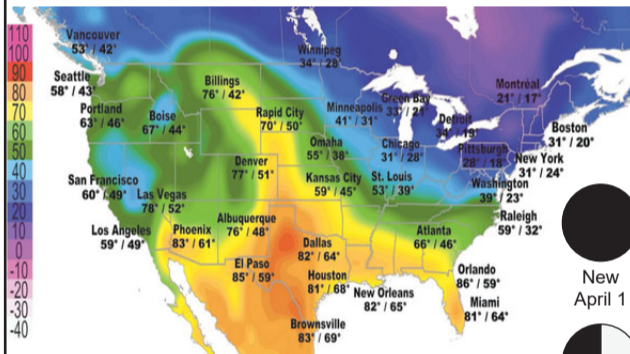 110
100
90
80
70
60
50
40
30
20
10
0
-10
-20
-30
-40
Vancouver
53° / 42°
Seattle
58° / 43°
Portland
63° / 46°
Boise
67° / 44°
Billings
76° / 42°
Winnipeg
34° / 28°
Rapid City
70° / 50°
Minneapolis
41° / 31°
Green Bay
33° / 21°
Detroit
34° / 19°
Montréal
21° / 17°
Boston
31° / 20°
Omaha
55° / 38°
Chicago
31° / 28°
Pittsburgh
28° / 18°
New York
31° / 24°
Denver
77° / 51°
Kansas City
59° / 45°
St. Louis
53° / 39°
Washington
39° / 23°
San Francisco
60° / 49°
Las Vegas
78° / 52°
Raleigh
59° / 32°
Los Angeles
59° / 49°
Phoenix
83° / 61°
Albuquerque
76° / 48°
Dallas
82° / 64°
Atlanta
66° / 46°
El Paso
85° / 59°
Houston
81° / 68°
New Orleans
82° / 65°
Orlando
86° / 59°
Miami
81° / 64°
Brownsville
83° / 69°
New
April 1